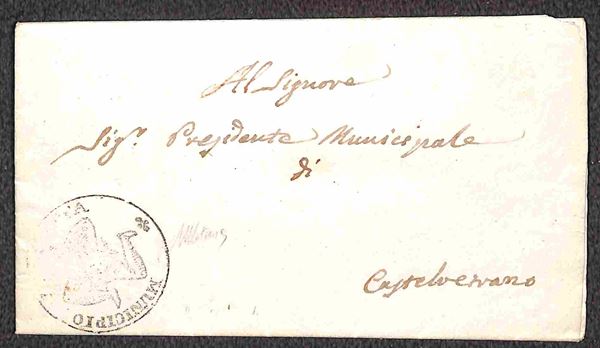 Al Signore
Sig.r Presidente Municipale
di
Castelvetrano
MUNICIPIO